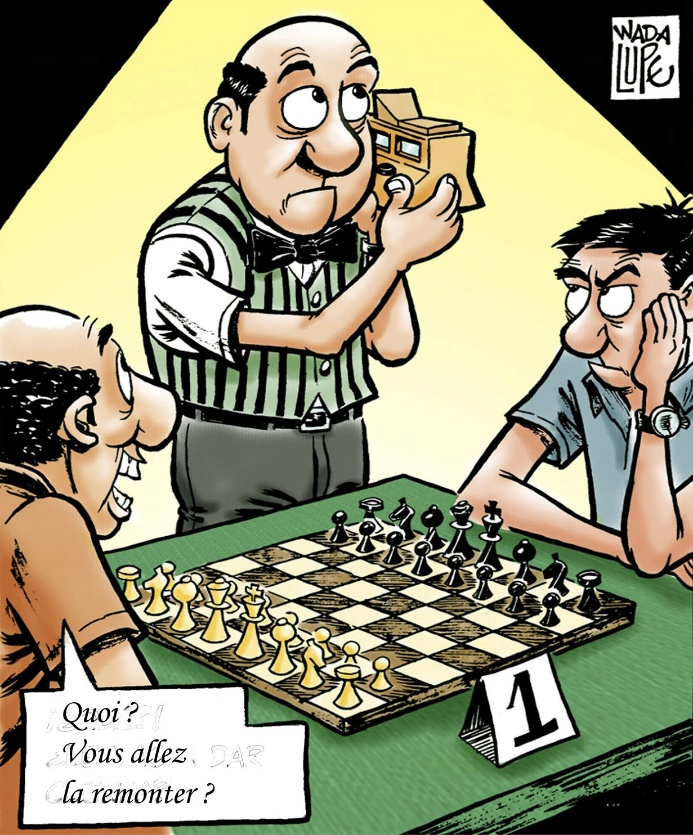 WADA
LUPE
1
Quoi ?
Vous allez
la remonter ?